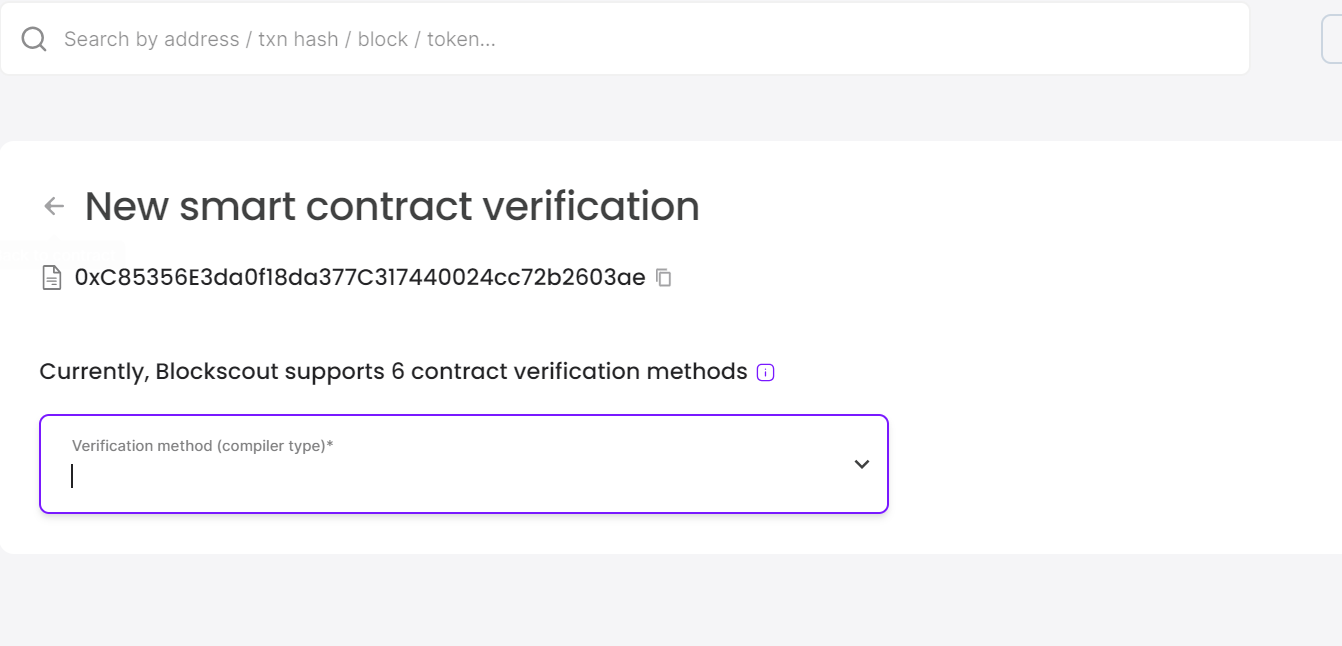 Search by address / txn hash / block / token...
New smart contract verification
0xC85356E3da0f18da377C317440024cc72b2603ae
Currently, Blockscout supports 6 contract verification methods
Verification method (compiler type)*